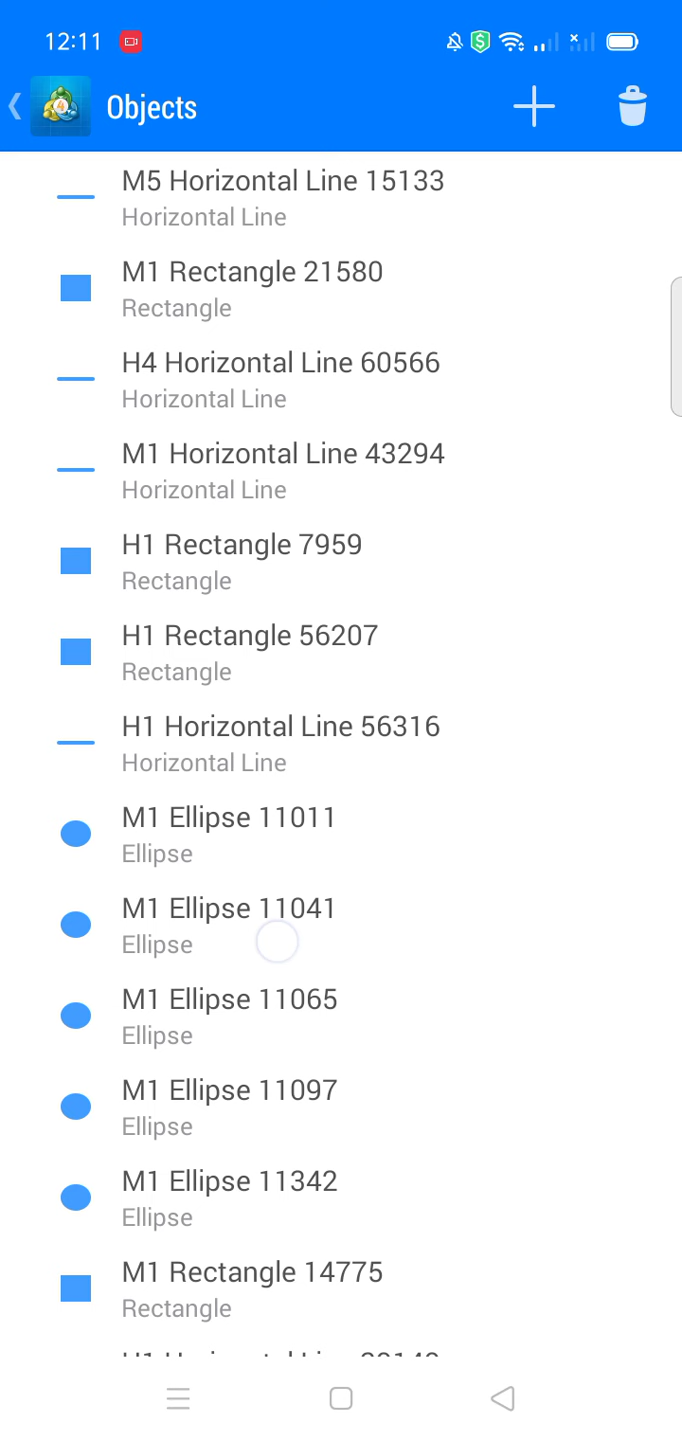 12:11
Objects
M5 Horizontal Line 15133
Horizontal Line
M1 Rectangle 21580
Rectangle
H4 Horizontal Line 60566
Horizontal Line
M1 Horizontal Line 43294
Horizontal Line
H1 Rectangle 7959
Rectangle
H1 Rectangle 56207
Rectangle
H1 Horizontal Line 56316
Horizontal Line
M1 Ellipse 11011
Ellipse
M1 Ellipse 11041
Ellipse
M1 Ellipse 11065
Ellipse
M1 Ellipse 11097
Ellipse
M1 Ellipse 11342
Ellipse
M1 Rectangle 14775
Rectangle